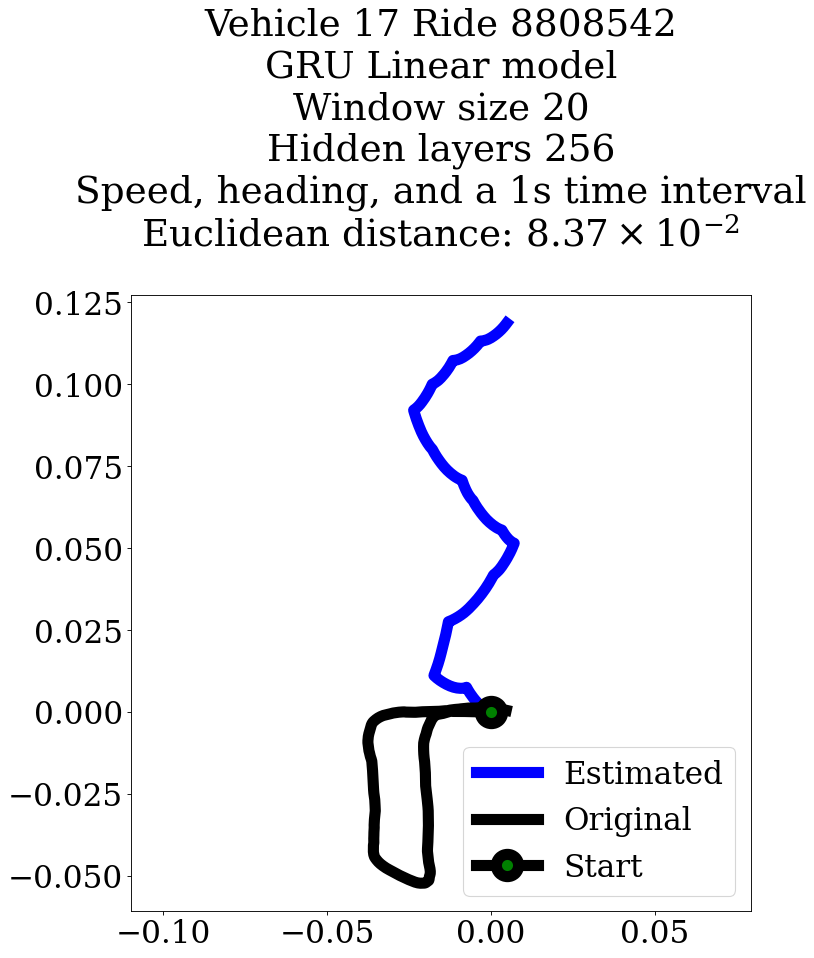 Vehicle 17 Ride 8808542
GRU Linear model
Window size 20
Hidden layers 256
Speed, heading, and a 1s time interval
Euclidean distance: 8.37 × 10⁻²
0.125
0.100
0.075
0.050
0.025
0.000
−0.025
−0.050
Estimated
Original
Start
−0.10
−0.05
0.00
0.05